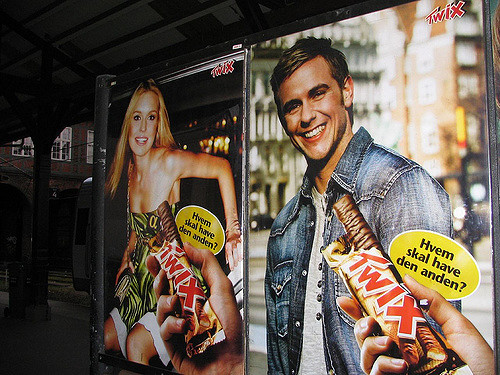 TWIX
Hvem
skal have
den anden?
TWIX
TWIX
Hvem
skal have
den anden?
TWIX